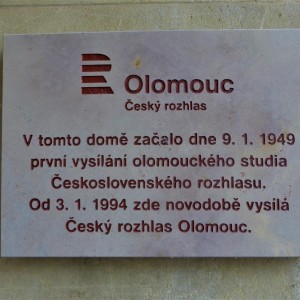 Olomouc
Český rozhlas
V tomto domě začalo dne 9. 1. 1949
první vysílání olomouckého studia
Československého rozhlasu.
Od 3. 1. 1994 zde novodobě vysílá
Český rozhlas Olomouc.